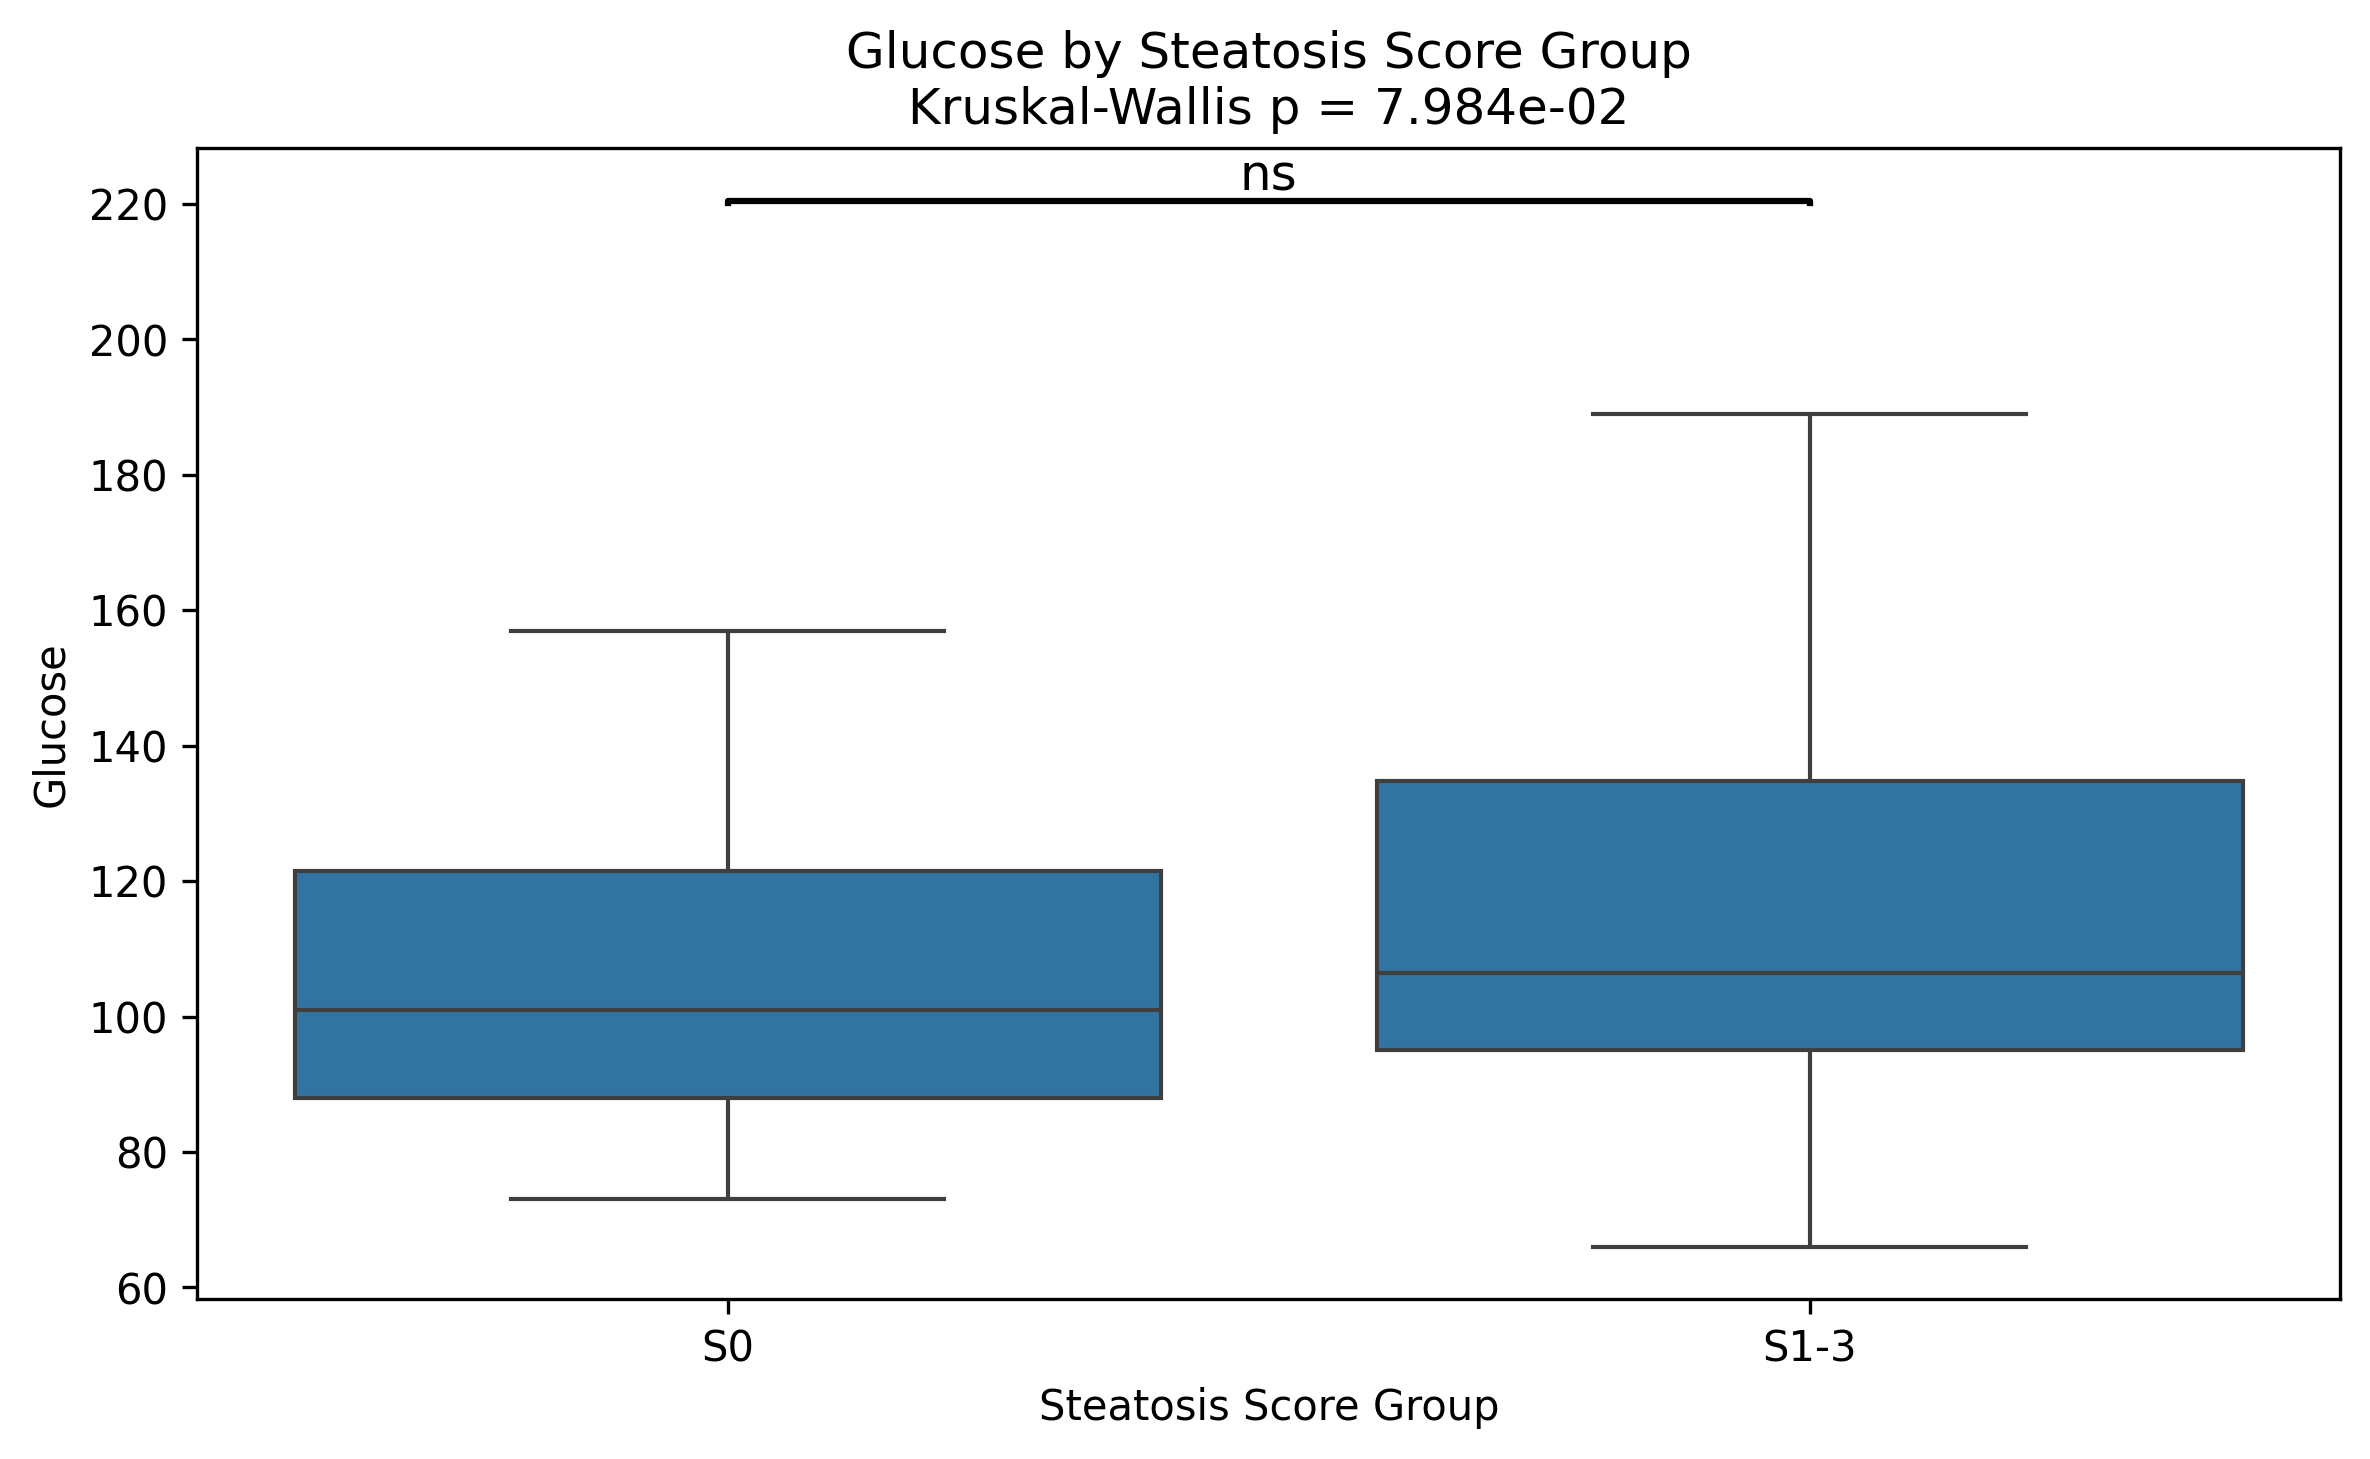 Glucose by Steatosis Score Group
Kruskal-Wallis p = 7.984e-02
ns
220
200
180
160
140
120
100
80
60
Glucose
S0
S1-3
Steatosis Score Group